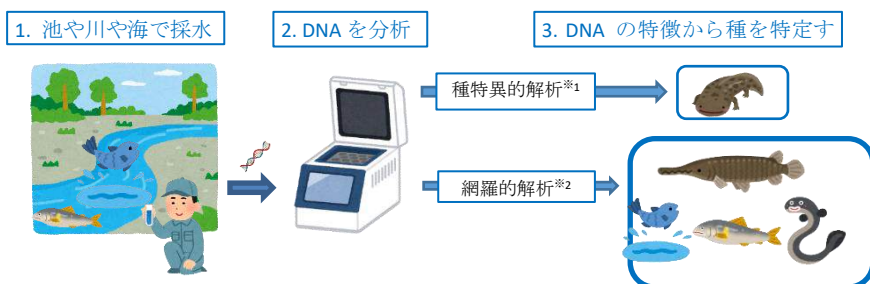 1. 池や川や海で採水
2. DNA を分析
3. DNA の特徴から種を特定す
種特異的解析※1
網羅的解析※2